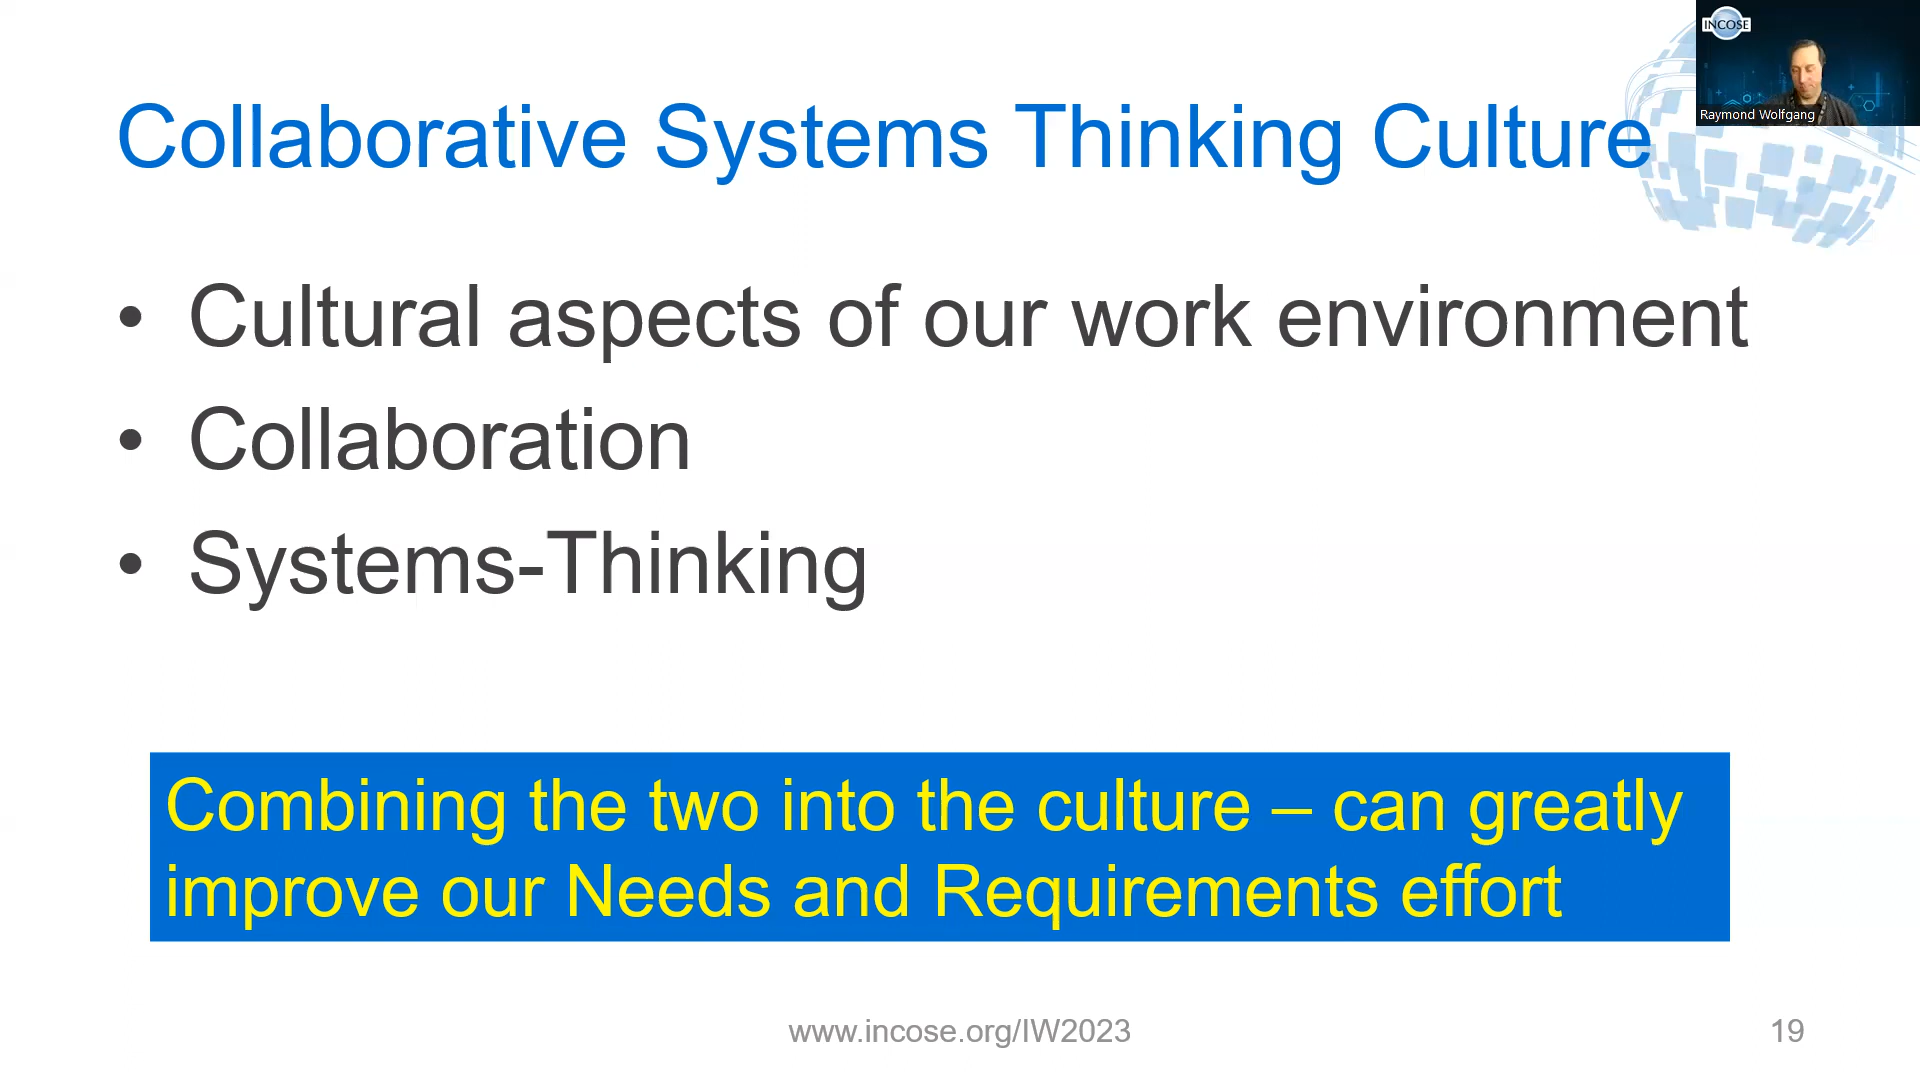 INCOSE
Raymond Wolfgang
Collaborative Systems Thinking Culture
• Cultural aspects of our work environment
• Collaboration
• Systems-Thinking
Combining the two into the culture – can greatly
improve our Needs and Requirements effort
www.incose.org/IW2023
19